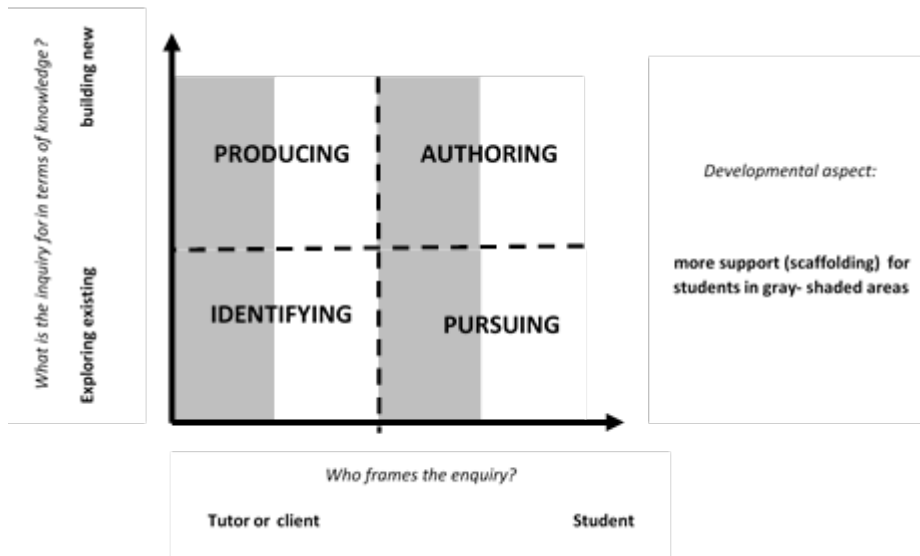 What is the inquiry for in terms of knowledge?
building new
Exploring existing
PRODUCING
AUTHORING
IDENTIFYING
PURSUING
Developmental aspect:
more support (scaffolding) for
students in gray- shaded areas
Who frames the enquiry?
Tutor or client
Student